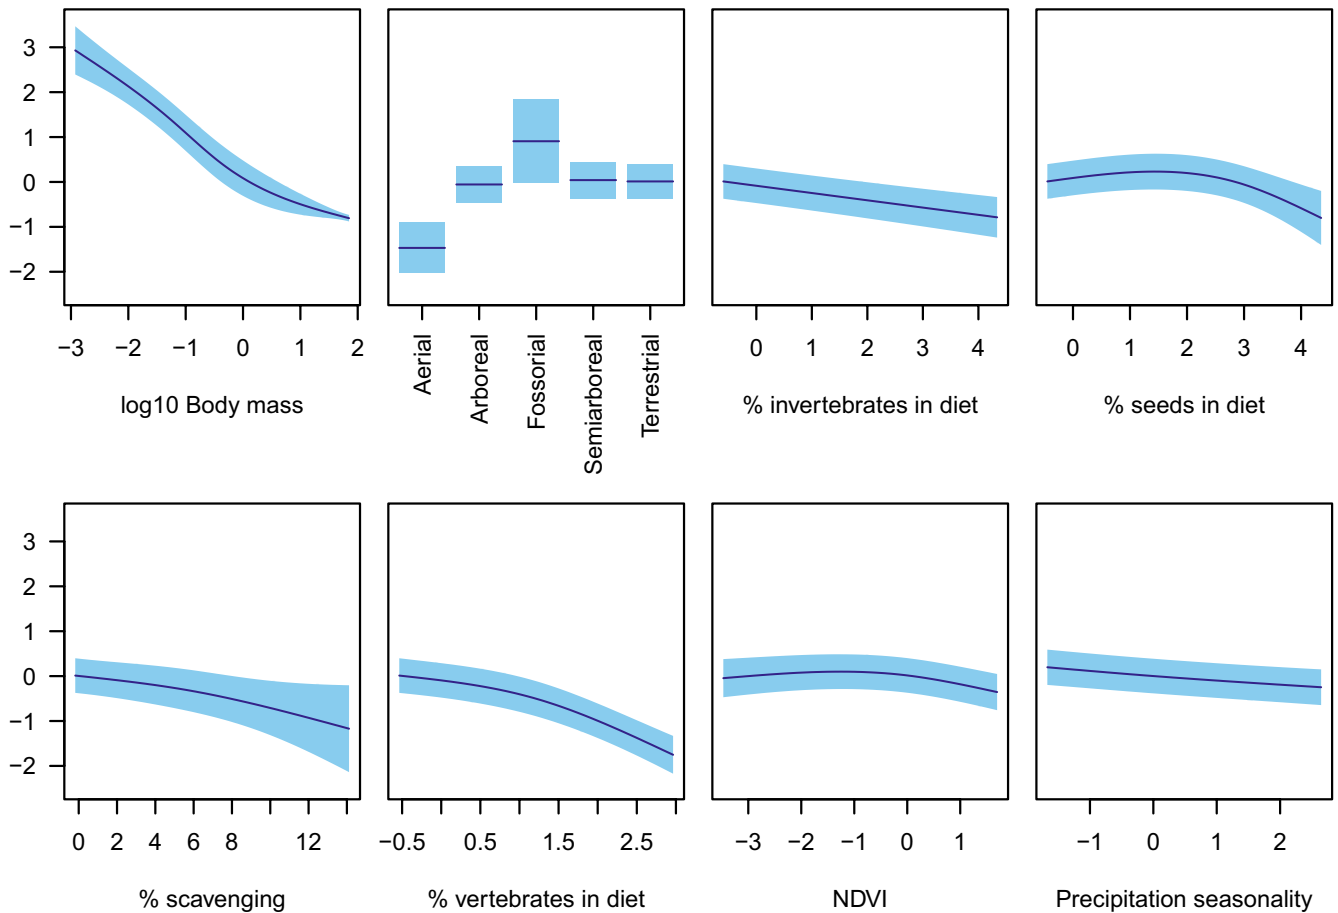 3
2
1
0
−1
−2
−3 −2 −1 0 1 2
log10 Body mass
Aerial
Arboreal
Fossorial
Semiarboreal
Terrestrial
0 1 2 3 4
% invertebrates in diet
0 1 2 3 4
% seeds in diet
3
2
1
0
−1
−2
0 2 4 6 8 12
% scavenging
−0.5 0.5 1.5 2.5
% vertebrates in diet
−3 −2 −1 0 1
NDVI
−1 0 1 2
Precipitation seasonality